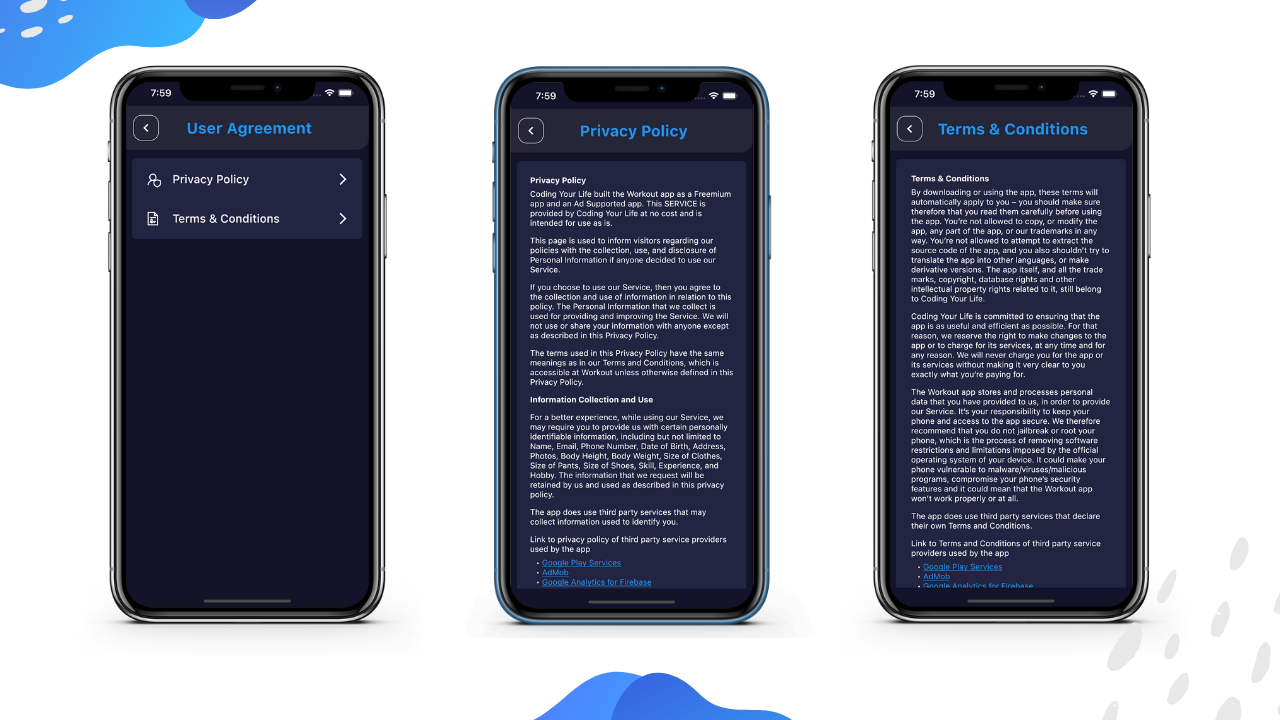 7:59
User Agreement
Privacy Policy
Terms & Conditions
7:59
Privacy Policy
Privacy Policy
Coding Your Life built the Workout app as a Freemium
app and an Ad Supported app. This SERVICE is
provided by Coding Your Life at no cost and is
intended for use as is.
This page is used to inform visitors regarding our
policies with the collection, use, and disclosure of
Personal Information if anyone decided to use our
Service.
If you choose to use our Service, then you agree to
the collection and use of information in relation to this
policy. The Personal Information that we collect is
used for providing and improving the Service. We will
not use or share your information with anyone except
as described in this Privacy Policy.
The terms used in this Privacy Policy have the same
meanings as in our Terms and Conditions, which is
accessible at Workout unless otherwise defined in this
Privacy Policy.
Information Collection and Use
For a better experience, while using our Service, we
may require you to provide us with certain personally
identifiable information, including but not limited to
Name, Email, Phone Number, Date of Birth, Address,
Photos, Body Height, Body Weight, Size of Clothes,
Size of Pants, Size of Shoes, Skill, Experience, and
Hobby. The information that we request will be
retained by us and used as described in this privacy
policy.
The app does use third party services that may
collect information used to identify you.
Link to privacy policy of third party service providers
used by the app
• Google Play Services
• AdMob
• Google Analytics for Firebase
7:59
Terms & Conditions
Terms & Conditions
By downloading or using the app, these terms will
automatically apply to you – you should make sure
therefore that you read them carefully before using
the app. You're not allowed to copy, or modify the
app, any part of the app, or our trademarks in any
way. You're not allowed to attempt to extract the
source code of the app, and you also shouldn't try to
translate the app into other languages, or make
derivative versions. The app itself, and all the trade
marks, copyright, database rights and other
intellectual property rights related to it, still belong
to Coding Your Life.
Coding Your Life is committed to ensuring that the
app is as useful and efficient as possible. For that
reason, we reserve the right to make changes to the
app or to charge for its services, at any time and for
any reason. We will never charge you for the app or
its services without making it very clear to you
exactly what you're paying for.
The Workout app stores and processes personal
data that you have provided to us, in order to provide
our Service. It's your responsibility to keep your
phone and access to the app secure. We therefore
recommend that you do not jailbreak or root your
phone, which is the process of removing software
restrictions and limitations imposed by the official
operating system of your device. It could make your
phone vulnerable to malware/viruses/malicious
programs, compromise your phone's security
features and it could mean that the Workout app
won't work properly or at all.
The app does use third party services that declare
their own Terms and Conditions.
Link to Terms and Conditions of third party service
providers used by the app
• Google Play Services
• AdMob
• Google Analytics for Firebase